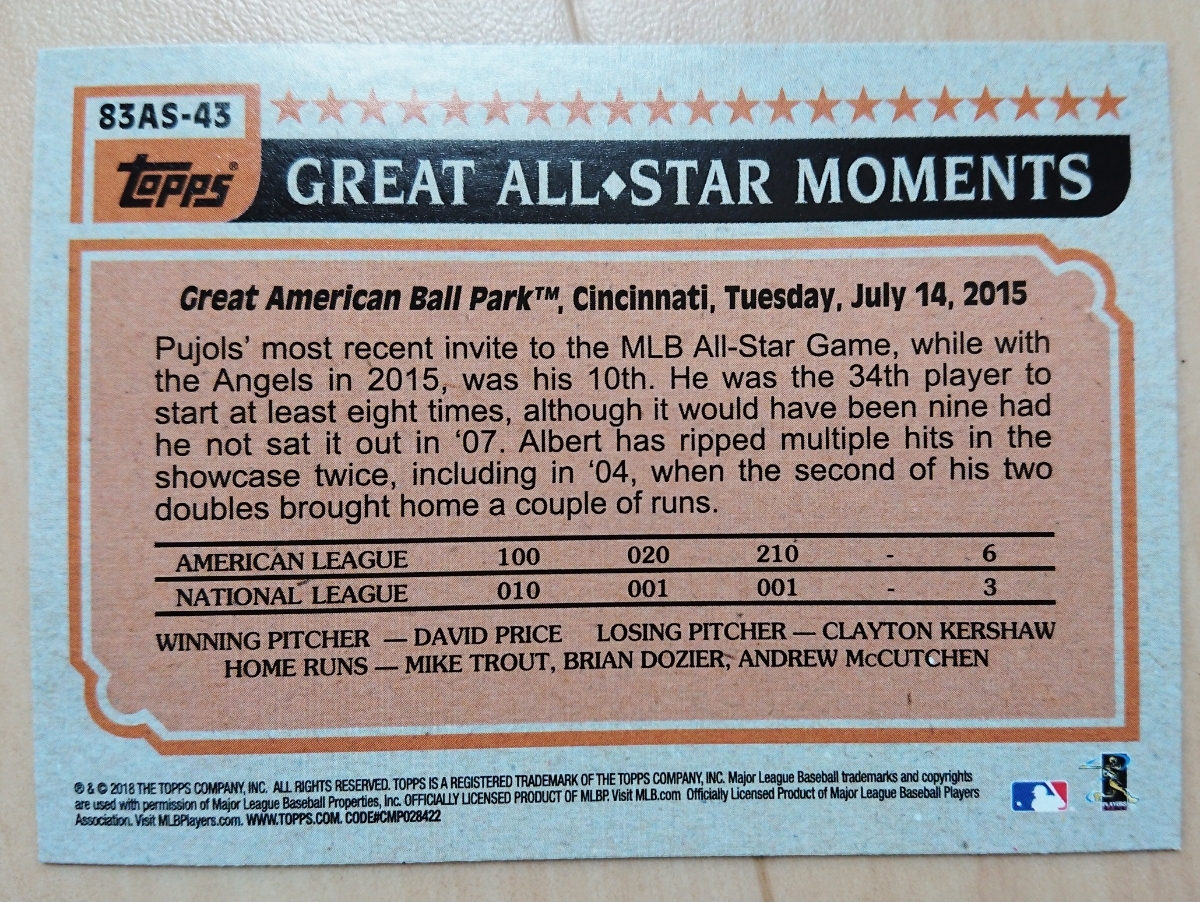 83AS-43
topps®
GREAT ALL♦STAR MOMENTS
Great American Ball Park™, Cincinnati, Tuesday, July 14, 2015
Pujols’ most recent invite to the MLB All-Star Game, while with
the Angels in 2015, was his 10th. He was the 34th player to
start at least eight times, although it would have been nine had
he not sat it out in ‘07. Albert has ripped multiple hits in the
showcase twice, including in ‘04, when the second of his two
doubles brought home a couple of runs.
AMERICAN LEAGUE 100 020 210 - 6
NATIONAL LEAGUE 010 001 001 - 3
WINNING PITCHER — DAVID PRICE LOSING PITCHER — CLAYTON KERSHAW
HOME RUNS — MIKE TROUT, BRIAN DOZIER, ANDREW McCUTCHEN
® & © 2018 THE TOPPS COMPANY, INC. ALL RIGHTS RESERVED. TOPPS IS A REGISTERED TRADEMARK OF THE TOPPS COMPANY, INC. Major League Baseball trademarks and copyrights
are used with permission of Major League Baseball Properties, Inc. OFFICIALLY LICENSED PRODUCT OF MLBP. Visit MLB.com Officially Licensed Product of Major League Baseball Players
Association. Visit MLBPlayers.com. WWW.TOPPS.COM. CODE#CMP028422
PLAYERS